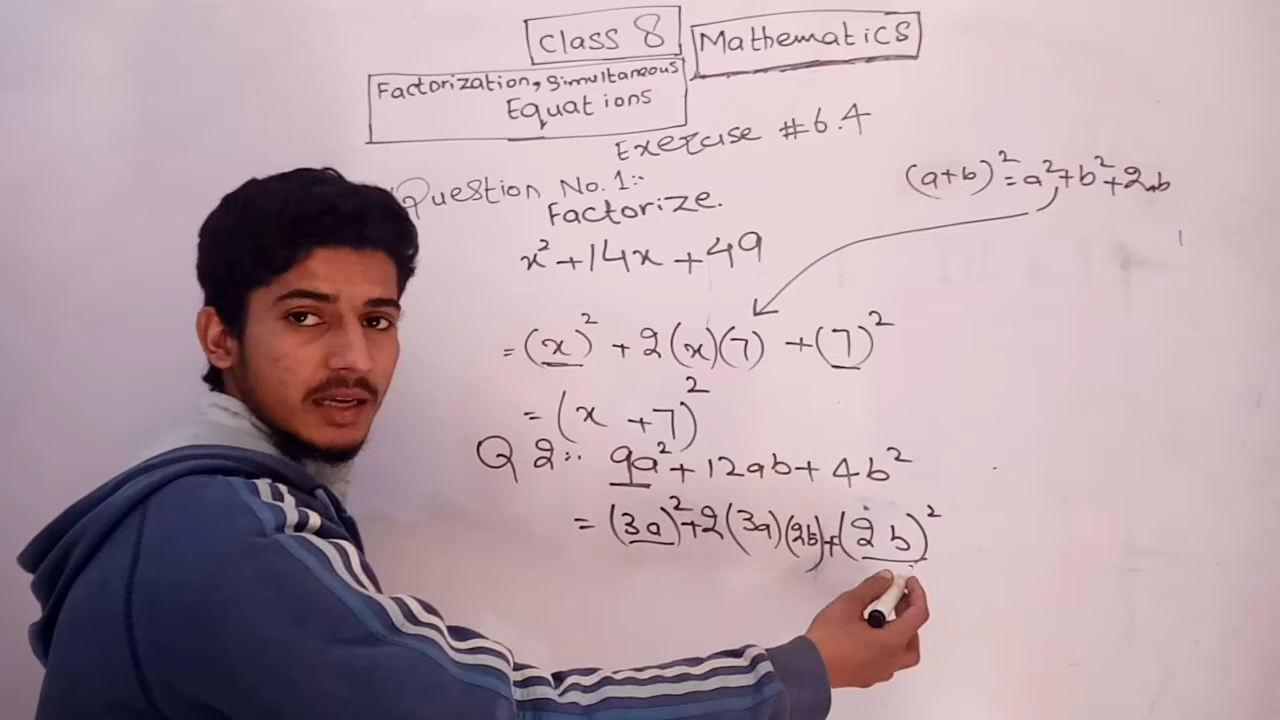 Class 8 Mathematics
Factorization, Simultaneous
Equations
Exercise #6.4
Question No. 1:-
Factorize.
(a+b)²=a²+b²+2ab
x²+14x+49
=(x)²+2(x)(7)+(7)²
=(x+7)²
Q 2:- 9a²+12ab+4b²
=(3a)²+2(3a)(2b)+(2b)²